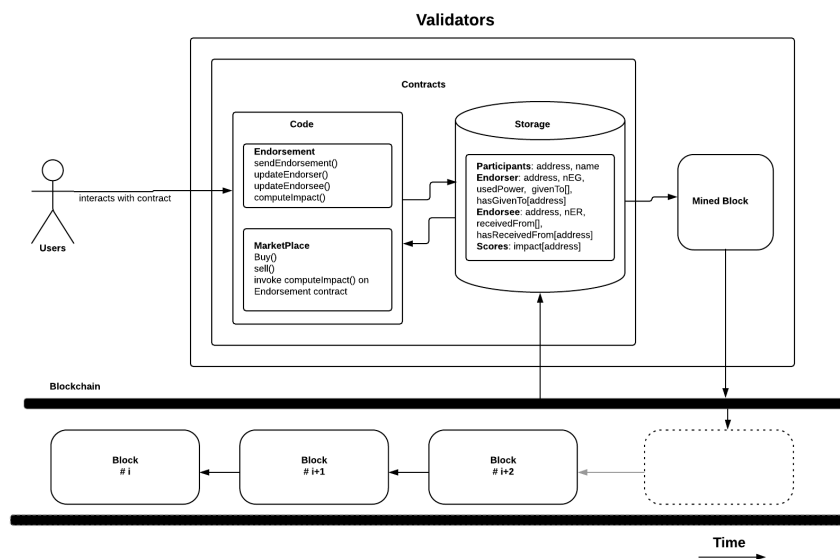 Validators
Contracts
Code
Endorsement
sendEndorsement()
updateEndorser()
updateEndorsee()
computeImpact()
MarketPlace
Buy()
sell()
invoke computeImpact() on
Endorsement contract
Storage
Participants: address, name
Endorser: address, nEG,
usedPower, givenTo[],
hasGivenTo[address]
Endorsee: address, nER,
receivedFrom[],
hasReceivedFrom[address]
Scores: impact[address]
Mined Block
interacts with contract
Users
Blockchain
Block
# i
Block
# i+1
Block
# i+2
Time